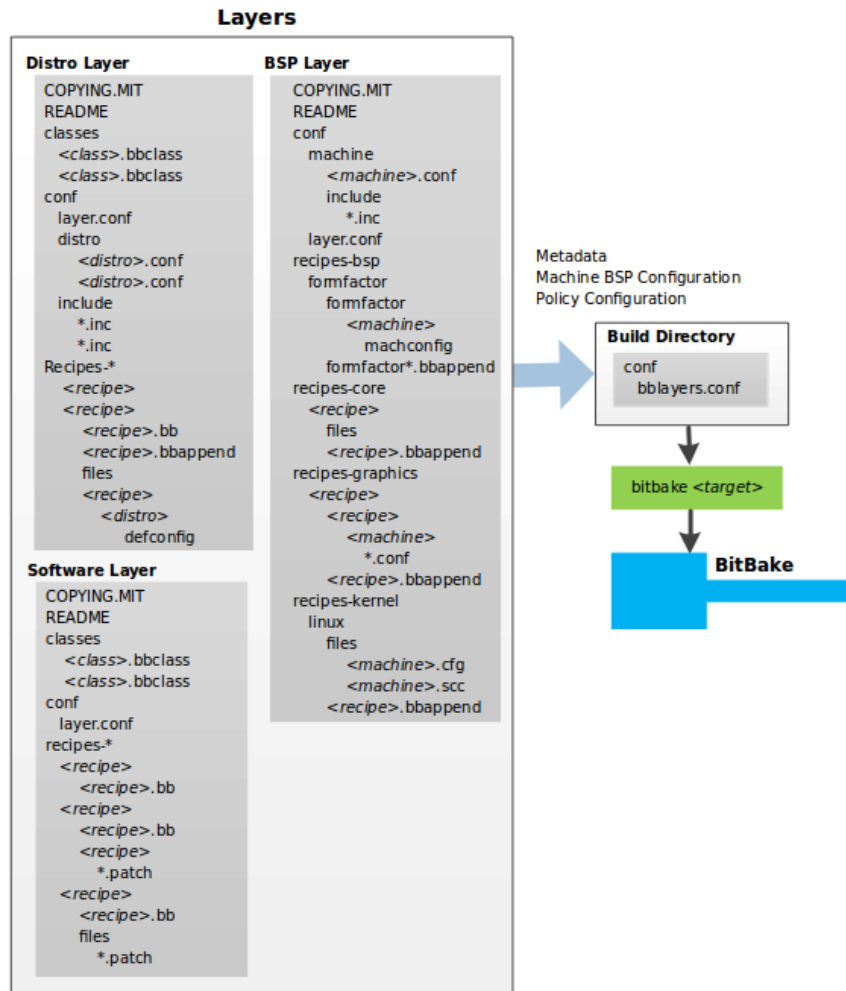 Layers
Distro Layer
COPYING.MIT
README
classes
<class>.bbclass
<class>.bbclass
conf
layer.conf
distro
<distro>.conf
<distro>.conf
include
*.inc
*.inc
Recipes-*
<recipe>
<recipe>
<recipe>.bb
<recipe>.bbappend
files
<recipe>
<distro>
defconfig
Software Layer
COPYING.MIT
README
classes
<class>.bbclass
<class>.bbclass
conf
layer.conf
recipes-*
<recipe>
<recipe>.bb
<recipe>
<recipe>.bb
<recipe>
*.patch
<recipe>
<recipe>.bb
files
*.patch
BSP Layer
COPYING.MIT
README
conf
machine
<machine>.conf
include
*.inc
layer.conf
recipes-bsp
formfactor
formfactor
<machine>
machconfig
formfactor*.bbappend
recipes-core
<recipe>
files
<recipe>.bbappend
recipes-graphics
<recipe>
<recipe>
<machine>
*.conf
<recipe>.bbappend
recipes-kernel
linux
files
<machine>.cfg
<machine>.scc
<recipe>.bbappend
Metadata
Machine BSP Configuration
Policy Configuration
Build Directory
conf
bblayers.conf
bitbake <target>
BitBake